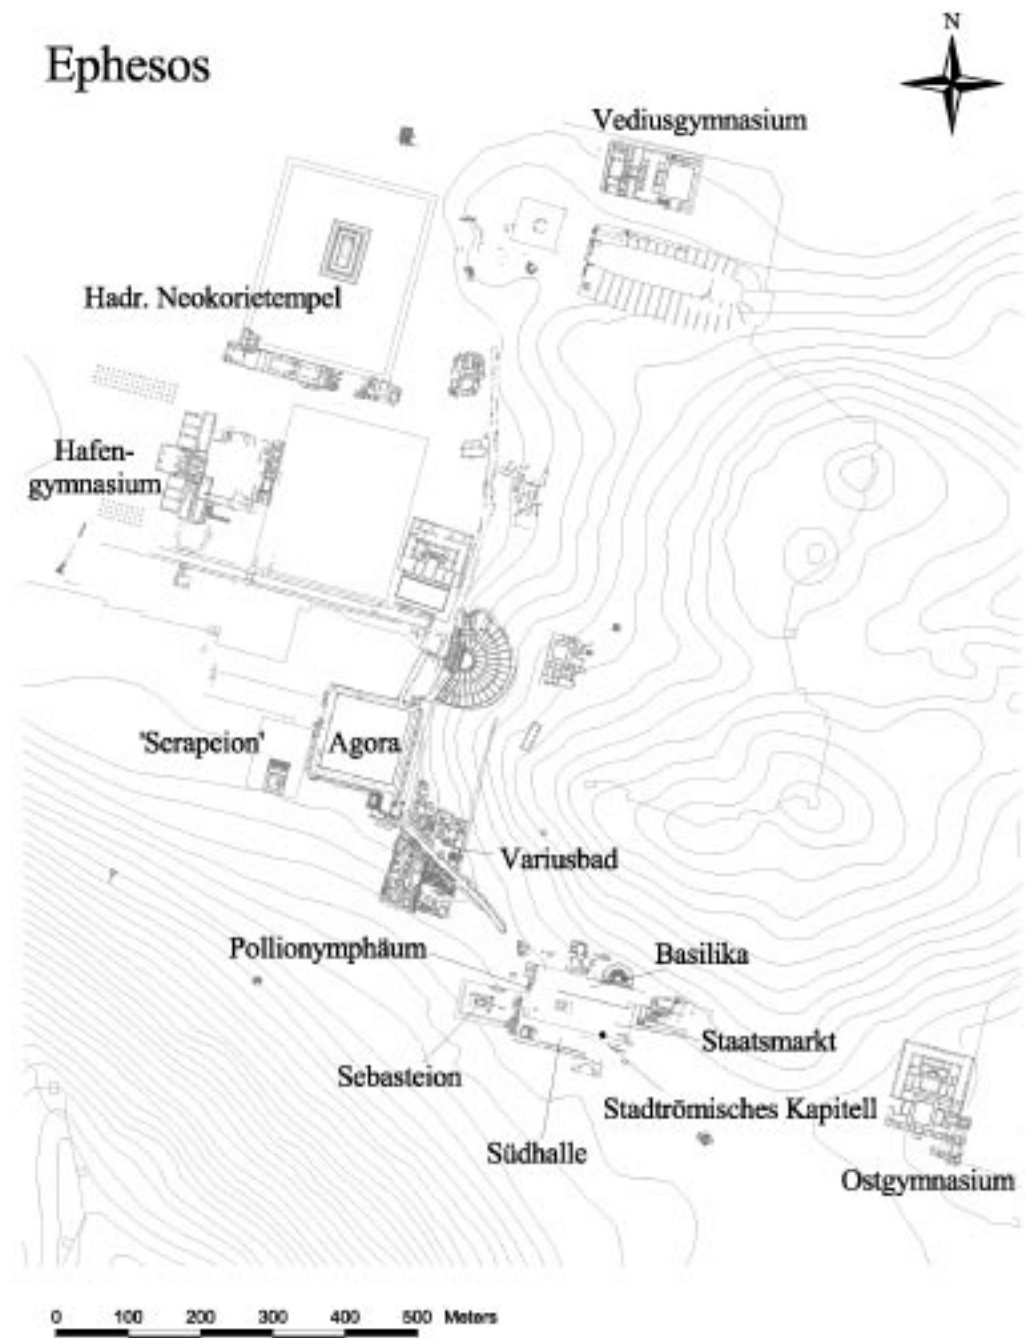 N
Ephesos
Vediusgymnasium
Hadr. Neokorietempel
Hafen-
gymnasium
'Serapeion'
Agora
Variusbad
Pollionymphäum
Basilika
Staatsmarkt
Sebasteion
Stadtrömisches Kapitell
Südhalle
Ostgymnasium
0 100 200 300 400 500 Meters